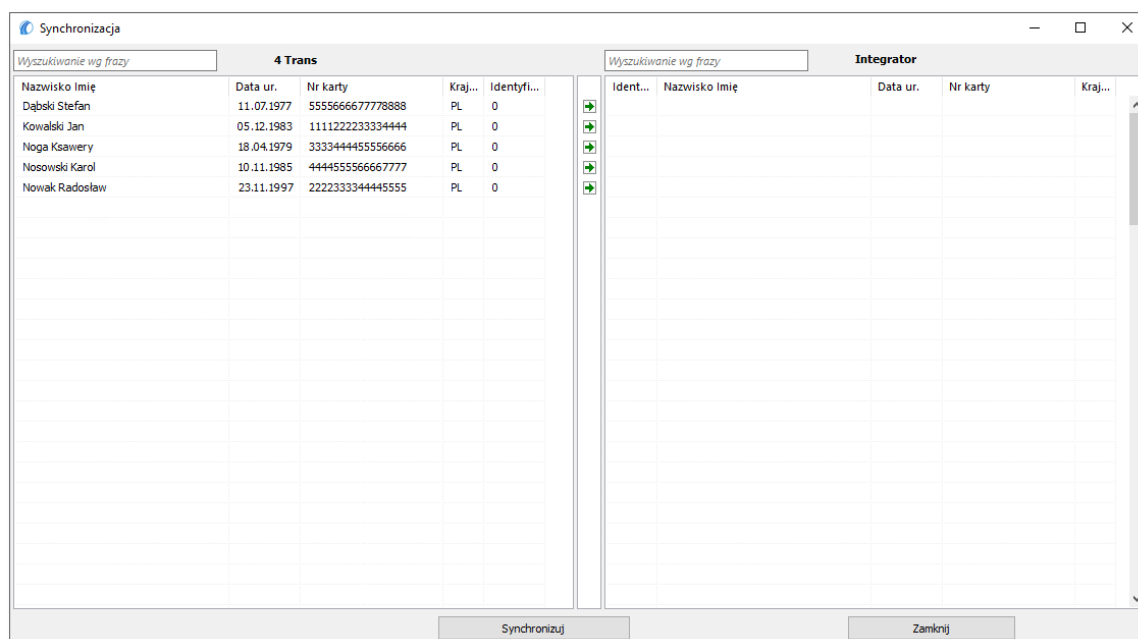 Synchronizacja
Wyszukiwanie wg frazy 4 Trans Wyszukiwanie wg frazy Integrator
Nazwisko Imię Data ur. Nr karty Kraj... Identyfi... Ident... Nazwisko Imię Data ur. Nr karty Kraj...
Dąbski Stefan 11.07.1977 5555666677778888 PL 0
Kowalski Jan 05.12.1983 1111222233334444 PL 0
Noga Ksawery 18.04.1979 3333444455556666 PL 0
Nosowski Karol 10.11.1985 4444555566667777 PL 0
Nowak Radosław 23.11.1997 2222333344445555 PL 0
Synchronizuj Zamknij